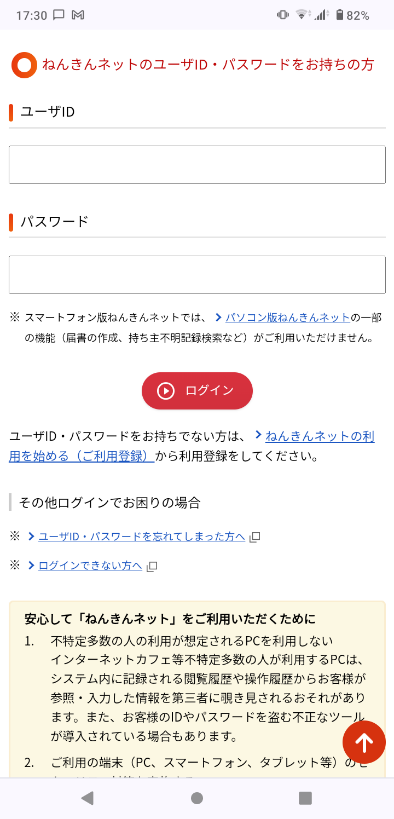 17:30 82%
ねんきんネットのユーザID・パスワードをお持ちの方
ユーザID
パスワード
※ スマートフォン版ねんきんネットでは、 パソコン版ねんきんネットの一部
の機能（届書の作成、持ち主不明記録検索など）がご利用いただけません。
ログイン
ユーザID・パスワードをお持ちでない方は、 ねんきんネットの利
用を始める（ご利用登録）から利用登録をしてください。
その他ログインでお困りの場合
※ ユーザID・パスワードを忘れてしまった方へ
※ ログインできない方へ
安心して「ねんきんネット」をご利用いただくために
1. 不特定多数の人の利用が想定されるPCを利用しない
インターネットカフェ等不特定多数の人が利用するPCは、
システム内に記録される閲覧履歴や操作履歴からお客様が
参照・入力した情報を第三者に覗き見されるおそれがあり
ます。また、お客様のIDやパスワードを盗む不正なツール
が導入されている場合もあります。
2. ご利用の端末（PC、スマートフォン、タブレット等）のセ